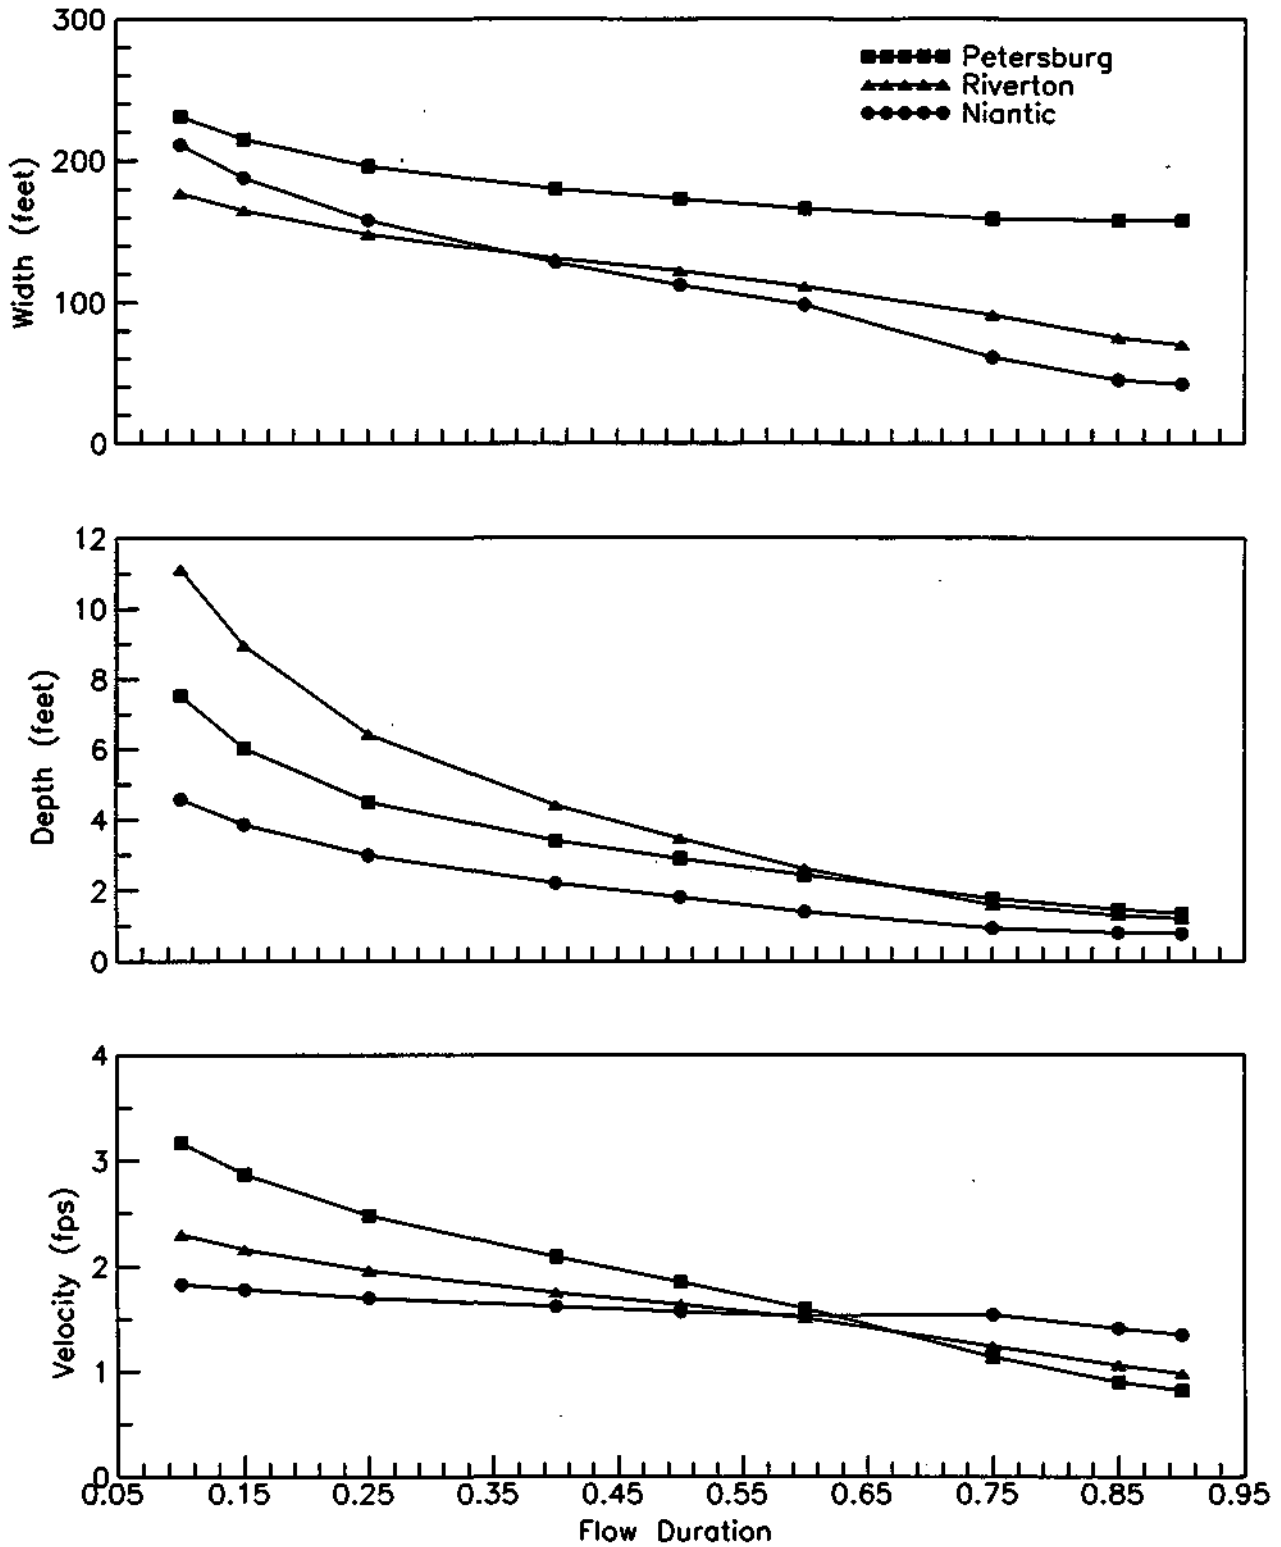 300
Petersburg
Riverton
Niantic
200
Width (feet)
100
0
12
10
8
6
Depth (feet)
4
2
0
4
3
2
Velocity (fps)
1
0
0.05 0.15 0.25 0.35 0.45 0.55 0.65 0.75 0.85 0.95
Flow Duration